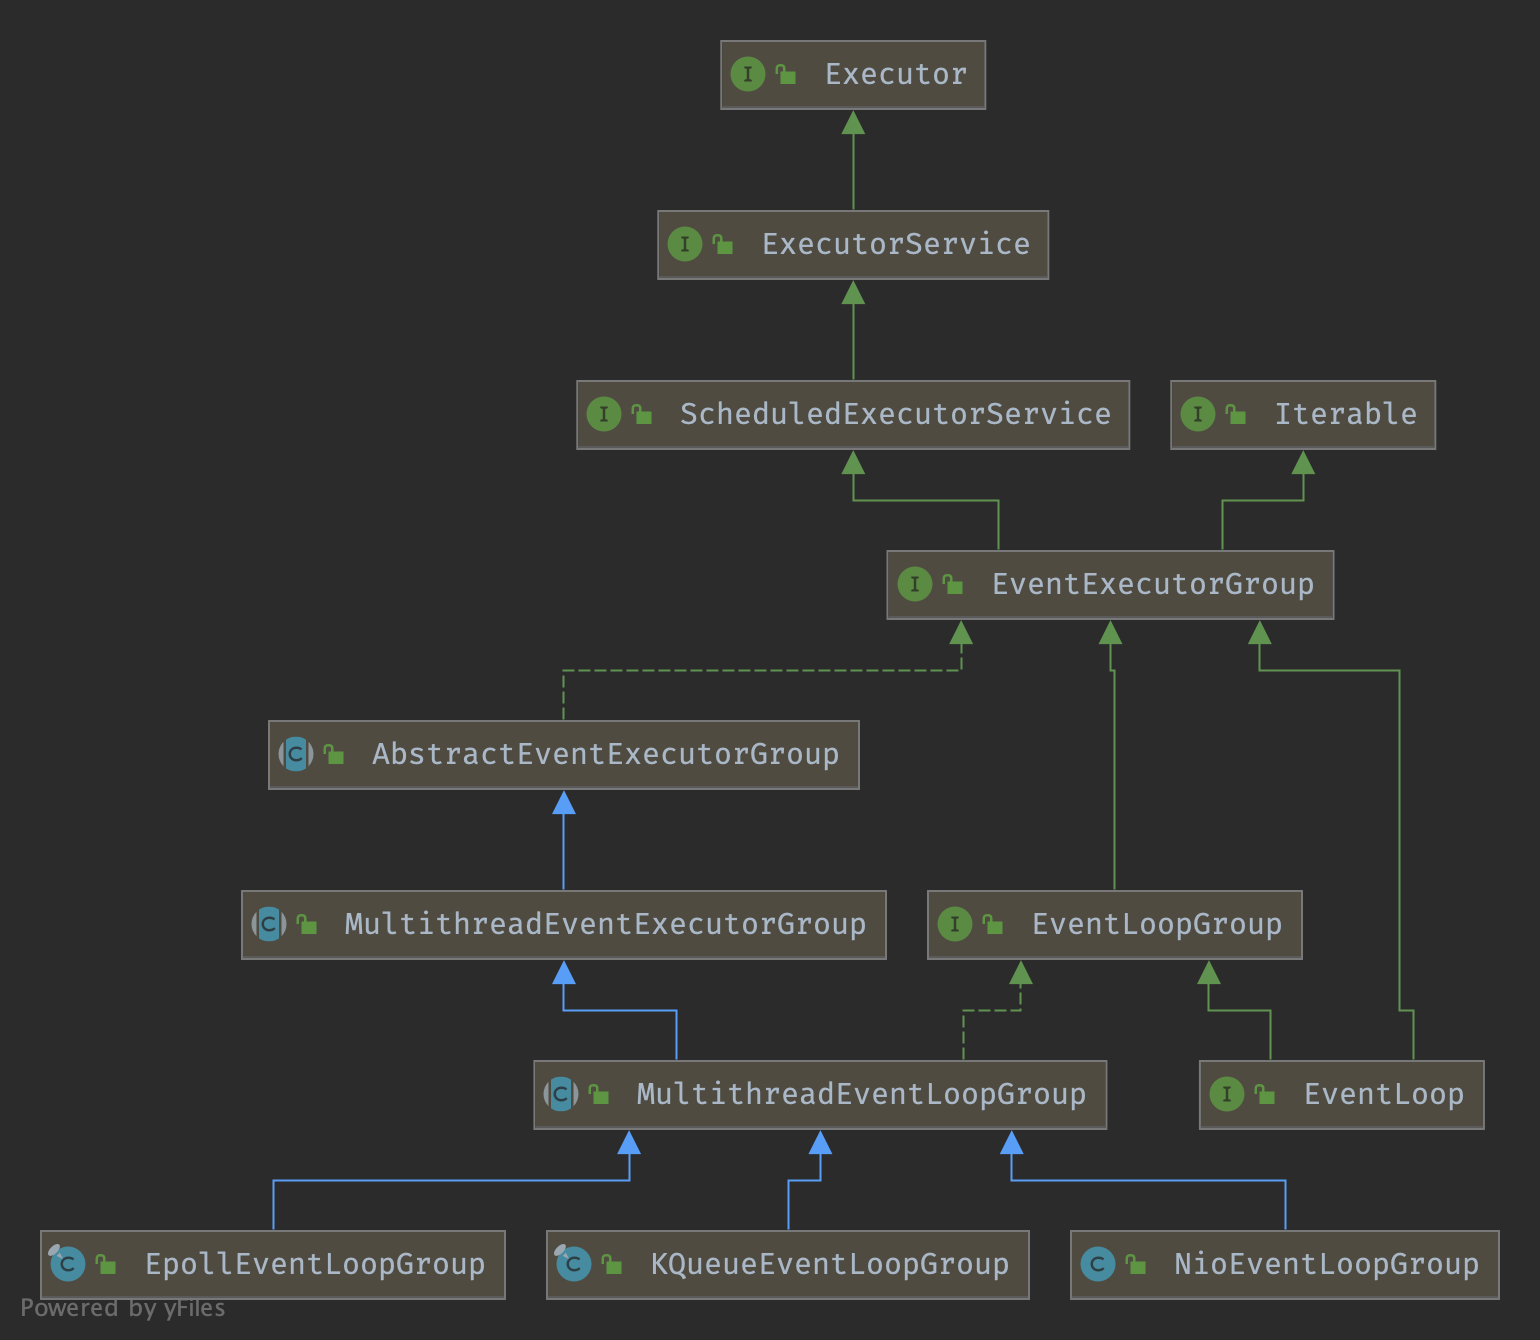 Executor
ExecutorService
ScheduledExecutorService
Iterable
EventExecutorGroup
AbstractEventExecutorGroup
MultithreadEventExecutorGroup
EventLoopGroup
MultithreadEventLoopGroup
EventLoop
EpollEventLoopGroup
KQueueEventLoopGroup
NioEventLoopGroup
Powered by yFiles